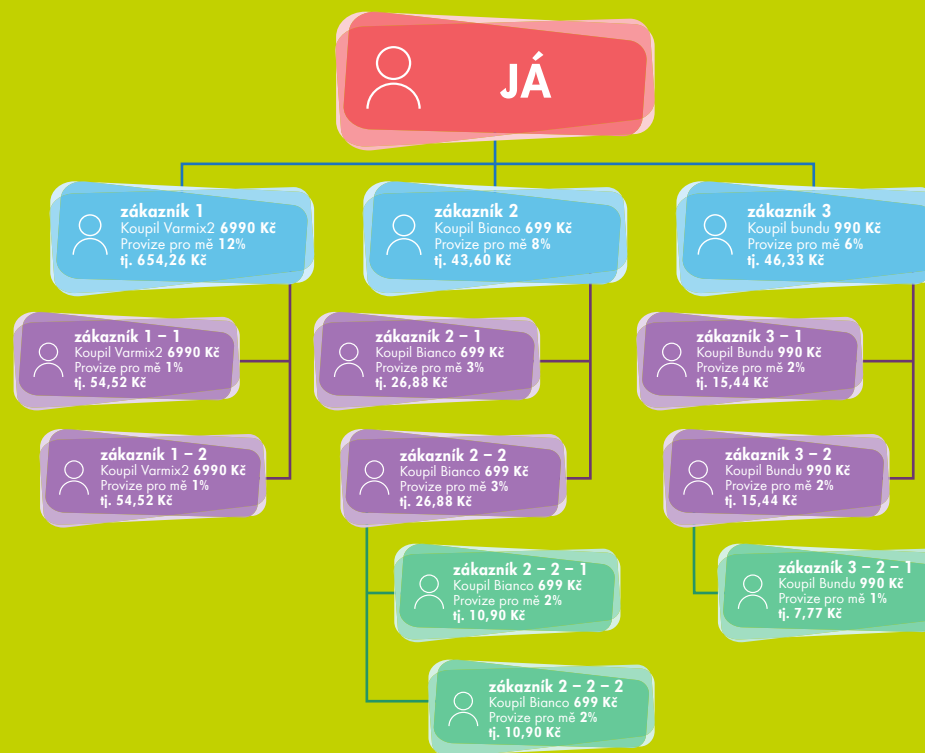 JÁ
zákazník 1
Koupil Varmix2 6990 Kč
Provize pro mě 12%
tj. 654,26 Kč
zákazník 2
Koupil Bianco 699 Kč
Provize pro mě 8%
tj. 43,60 Kč
zákazník 3
Koupil bundu 990 Kč
Provize pro mě 6%
tj. 46,33 Kč
zákazník 1 – 1
Koupil Varmix2 6990 Kč
Provize pro mě 1%
tj. 54,52 Kč
zákazník 2 – 1
Koupil Bianco 699 Kč
Provize pro mě 3%
tj. 26,88 Kč
zákazník 3 – 1
Koupil Bundu 990 Kč
Provize pro mě 2%
tj. 15,44 Kč
zákazník 1 – 2
Koupil Varmix2 6990 Kč
Provize pro mě 1%
tj. 54,52 Kč
zákazník 2 – 2
Koupil Bianco 699 Kč
Provize pro mě 3%
tj. 26,88 Kč
zákazník 3 – 2
Koupil Bundu 990 Kč
Provize pro mě 2%
tj. 15,44 Kč
zákazník 2 – 2 – 1
Koupil Bianco 699 Kč
Provize pro mě 2%
tj. 10,90 Kč
zákazník 3 – 2 – 1
Koupil Bundu 990 Kč
Provize pro mě 1%
tj. 7,77 Kč
zákazník 2 – 2 – 2
Koupil Bianco 699 Kč
Provize pro mě 2%
tj. 10,90 Kč